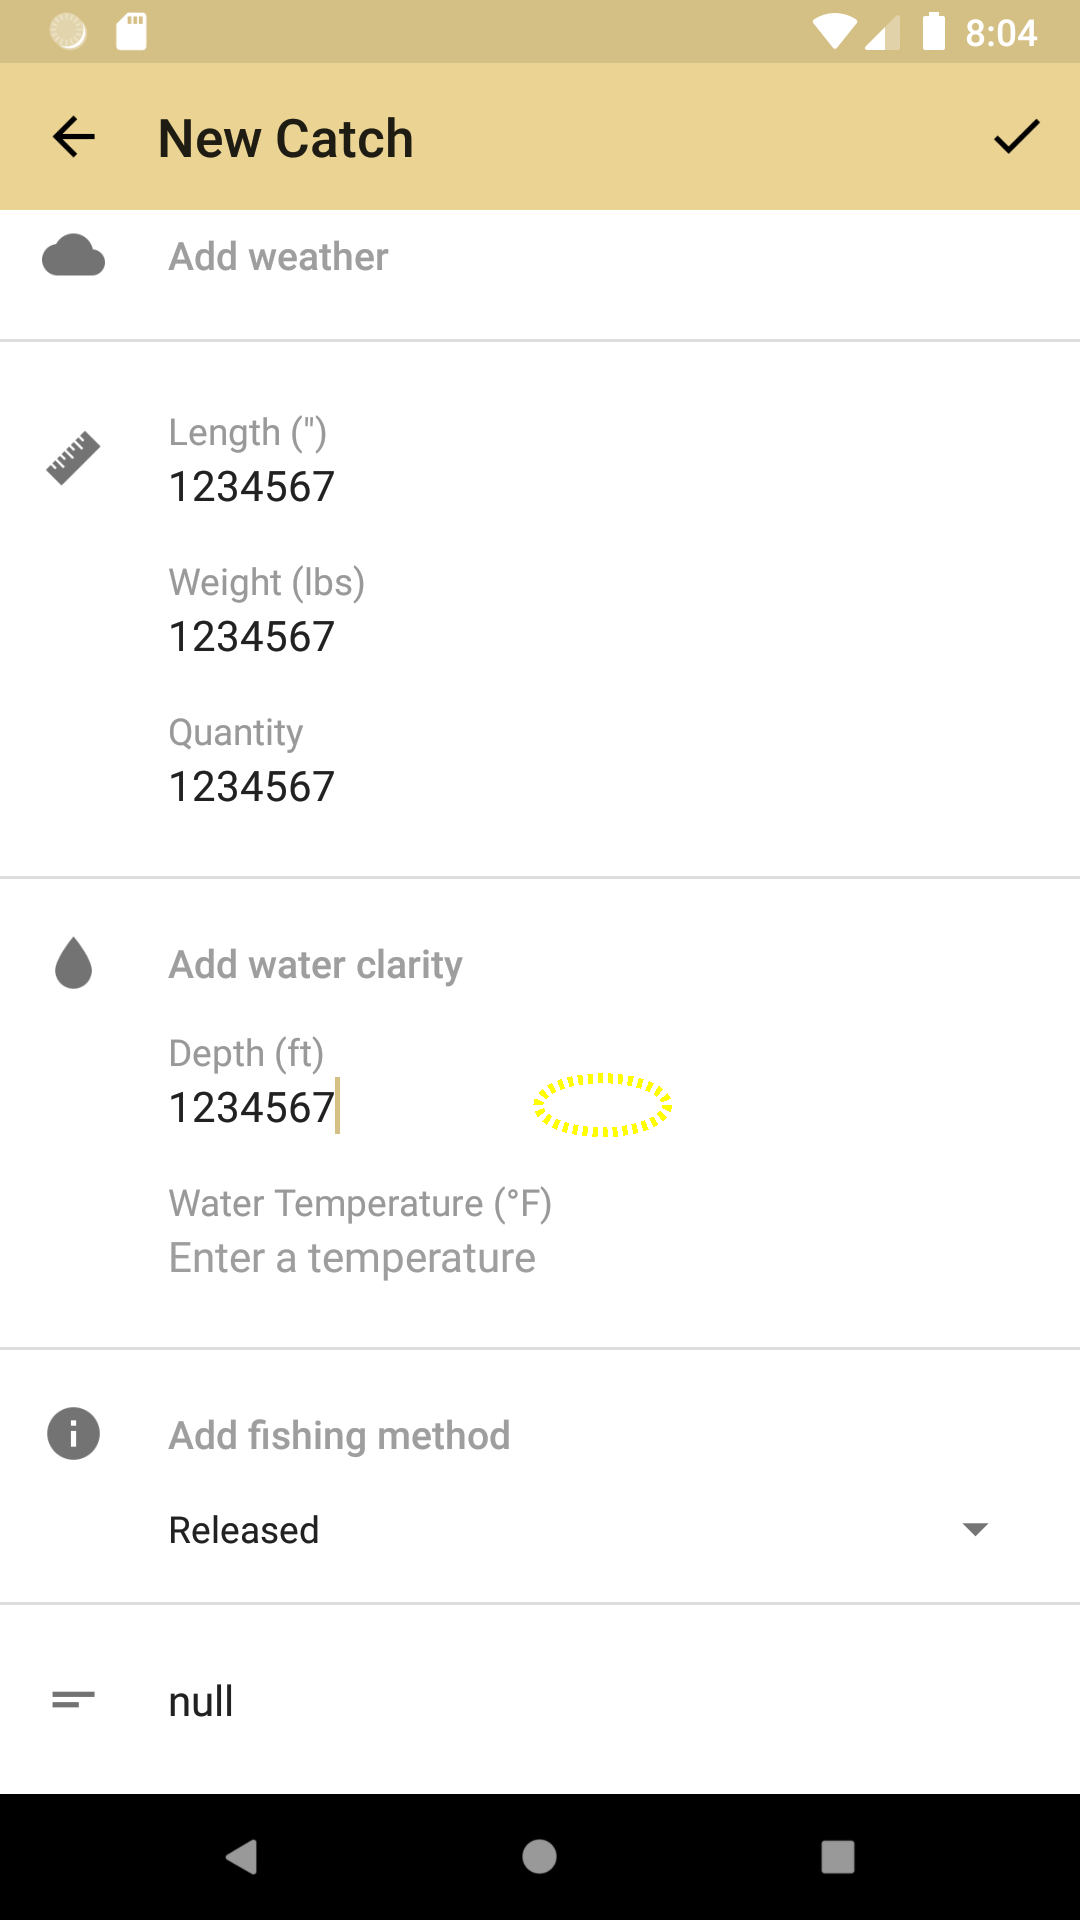 8:04
New Catch
Add weather
Length (")
1234567
Weight (lbs)
1234567
Quantity
1234567
Add water clarity
Depth (ft)
1234567
Water Temperature (°F)
Enter a temperature
Add fishing method
Released
null